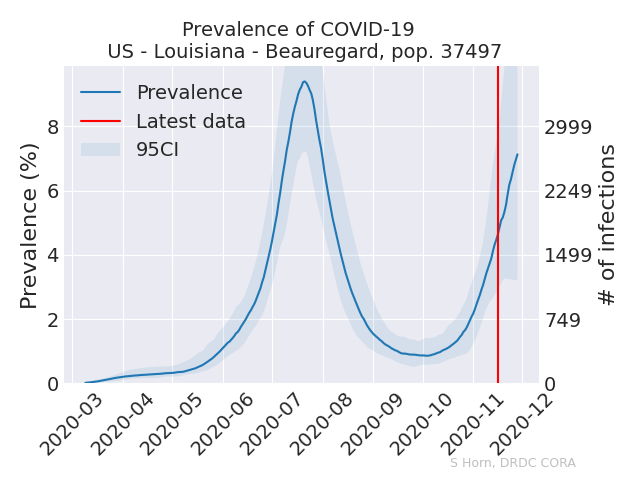 Prevalence of COVID-19
US - Louisiana - Beauregard, pop. 37497
Prevalence
Latest data
95CI
Prevalence (%)
8
6
4
2
0
2999
2249
1499
749
0
# of infections
2020-03
2020-04
2020-05
2020-06
2020-07
2020-08
2020-09
2020-10
2020-11
2020-12
S Horn, DRDC CORA